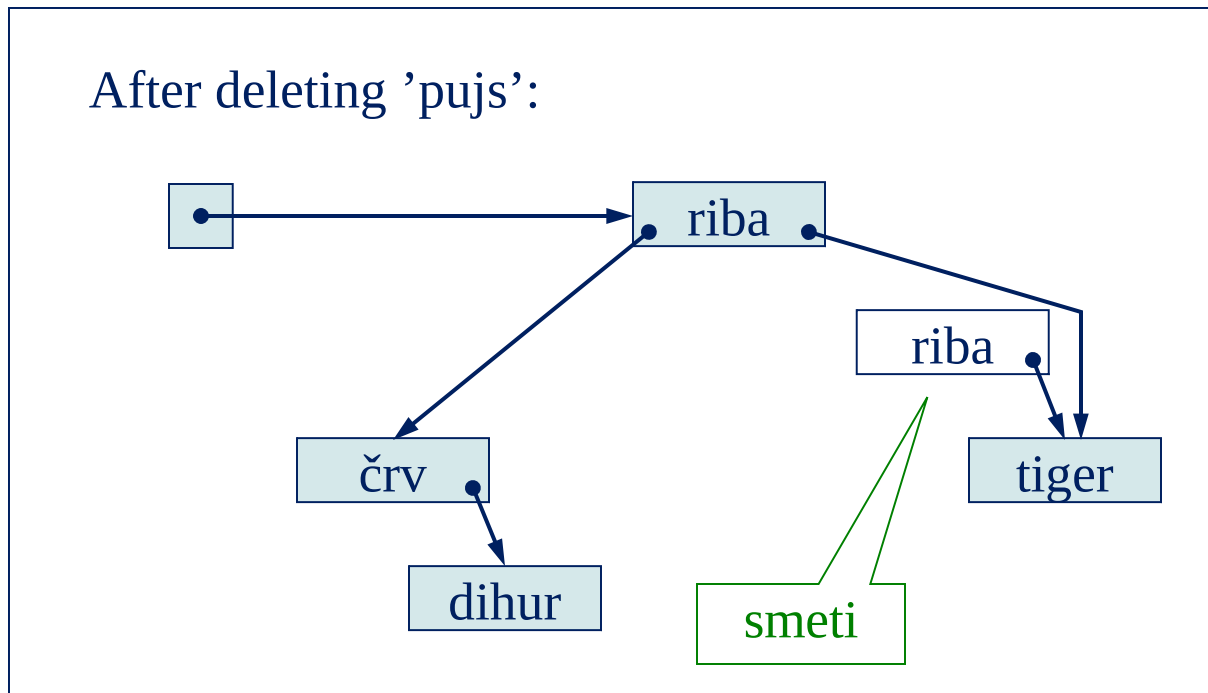 After deleting ’pujs’:
riba
riba
črv
tiger
dihur
smeti